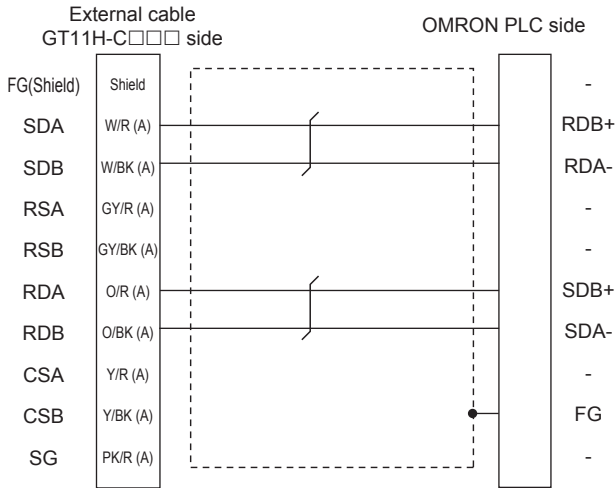 External cable
GT11H-C□□□ side
OMRON PLC side
FG(Shield) Shield -
SDA W/R (A) RDB+
SDB W/BK (A) RDA-
RSA GY/R (A) -
RSB GY/BK (A) -
RDA O/R (A) SDB+
RDB O/BK (A) SDA-
CSA Y/R (A) -
CSB Y/BK (A) FG
SG PK/R (A) -